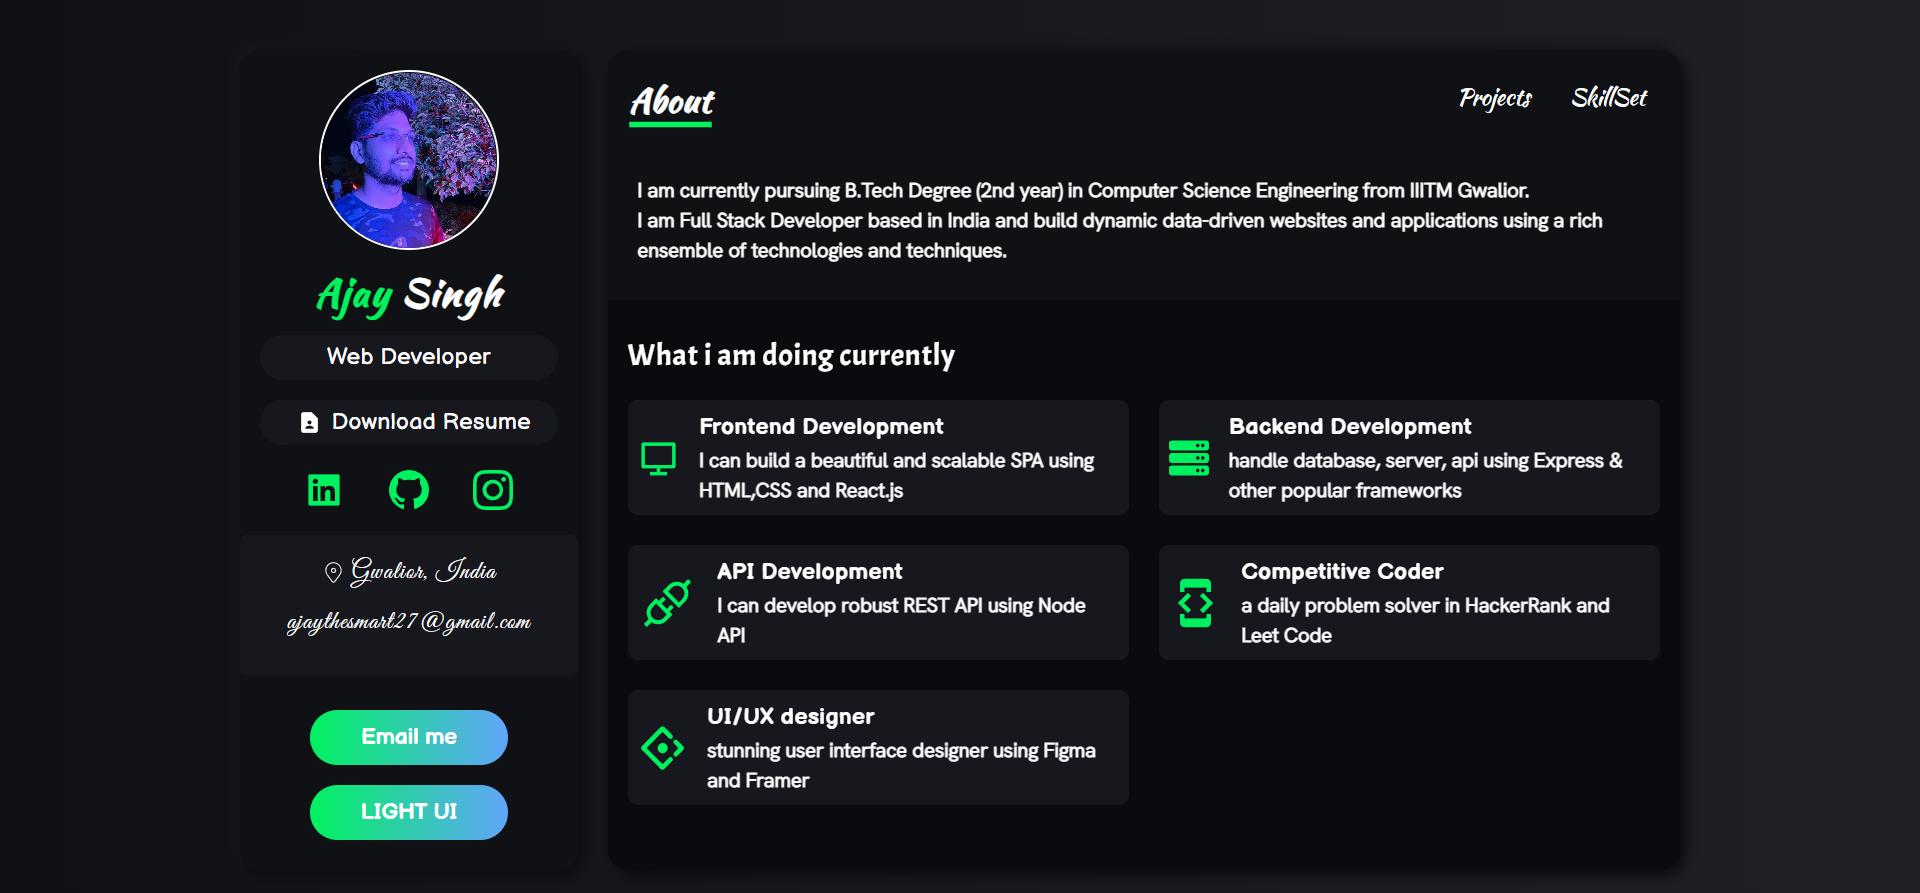 Ajay Singh
Web Developer
Download Resume
in
Gwalior, India
ajaythesmart27@gmail.com
Email me
LIGHT UI
About
Projects
SkillSet
I am currently pursuing B.Tech Degree (2nd year) in Computer Science Engineering from IIITM Gwalior.
I am Full Stack Developer based in India and build dynamic data-driven websites and applications using a rich
ensemble of technologies and techniques.
What i am doing currently
Frontend Development
I can build a beautiful and scalable SPA using
HTML,CSS and React.js
Backend Development
handle database, server, api using Express &
other popular frameworks
API Development
I can develop robust REST API using Node
API
Competitive Coder
a daily problem solver in HackerRank and
Leet Code
UI/UX designer
stunning user interface designer using Figma
and Framer